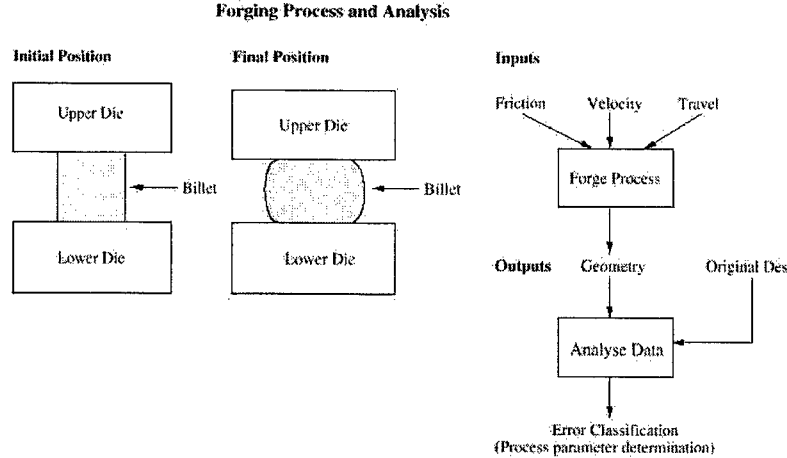 Forging Process and Analysis
Initial Position
Final Position
Inputs
Upper Die
Billet
Lower Die
Upper Die
Billet
Lower Die
Friction
Velocity
Travel
Forge Process
Outputs
Geometry
Original Des
Analyse Data
Error Classification
(Process parameter determination)